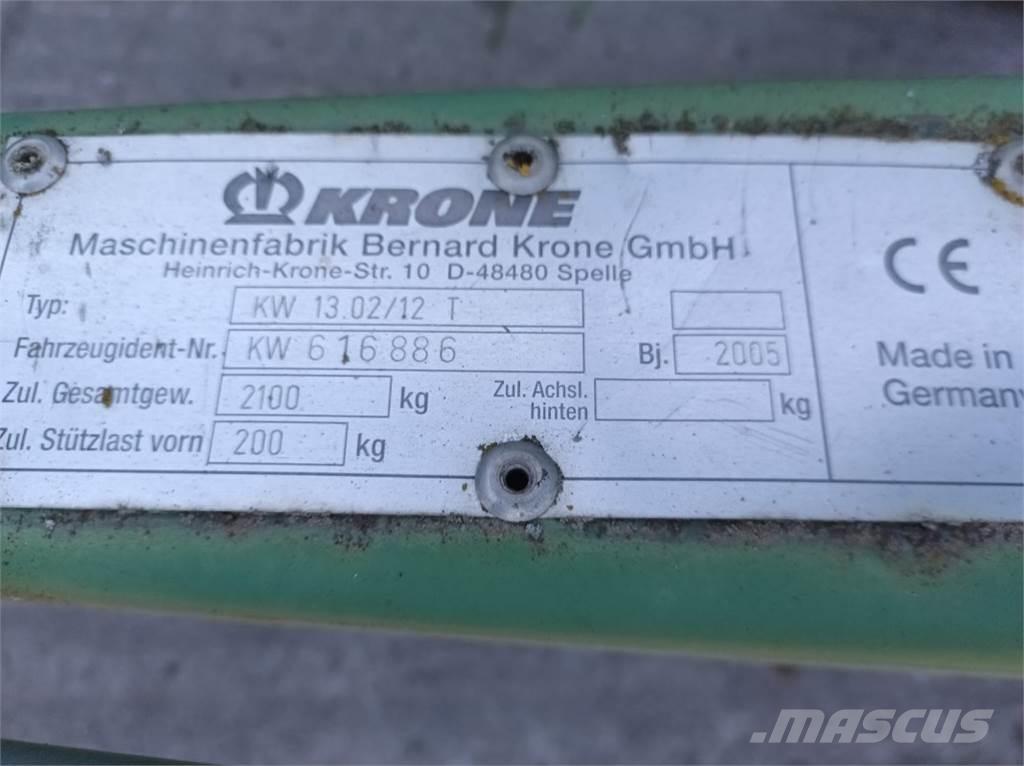 KRONE
Maschinenfabrik Bernard Krone GmbH
Heinrich-Krone-Str. 10 D-48480 Spelle
CE
Typ: KW 13.02/12 T
Fahrzeugident-Nr. KW 616886 Bj. 2005
Made in
Germany
Zul. Gesamtgew. 2100 kg Zul. Achsl. hinten kg
Zul. Stützlast vorn 200 kg
MASCUS